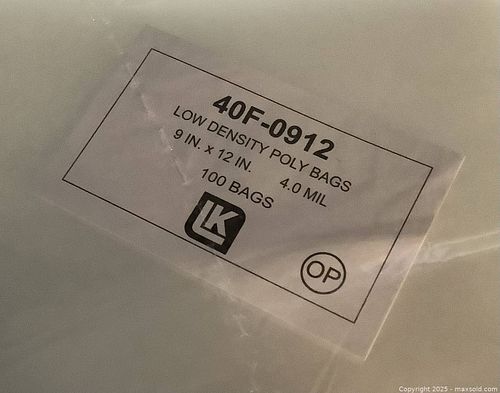 40F-0912
LOW DENSITY POLY BAGS
9 IN. x 12 IN. 4.0 MIL
100 BAGS
LK
OP
Copyright 2025 - maxsold.com